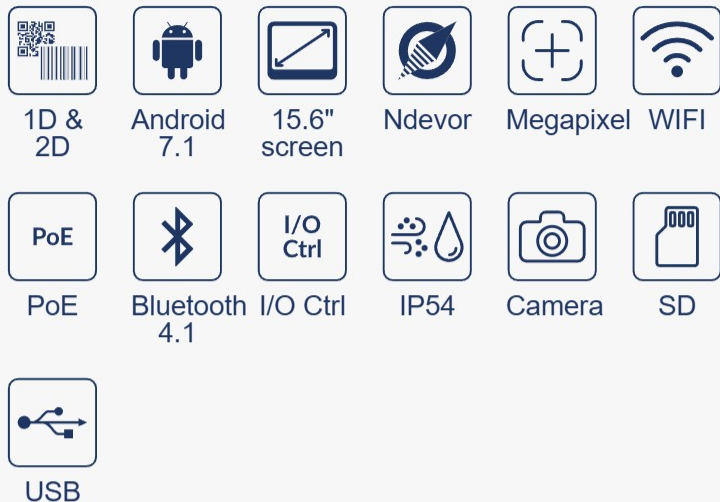 1D &
2D
Android
7.1
15.6"
screen
Ndevor
Megapixel
WIFI
PoE
PoE
Bluetooth
4.1
I/O
Ctrl
I/O Ctrl
IP54
Camera
SD
USB